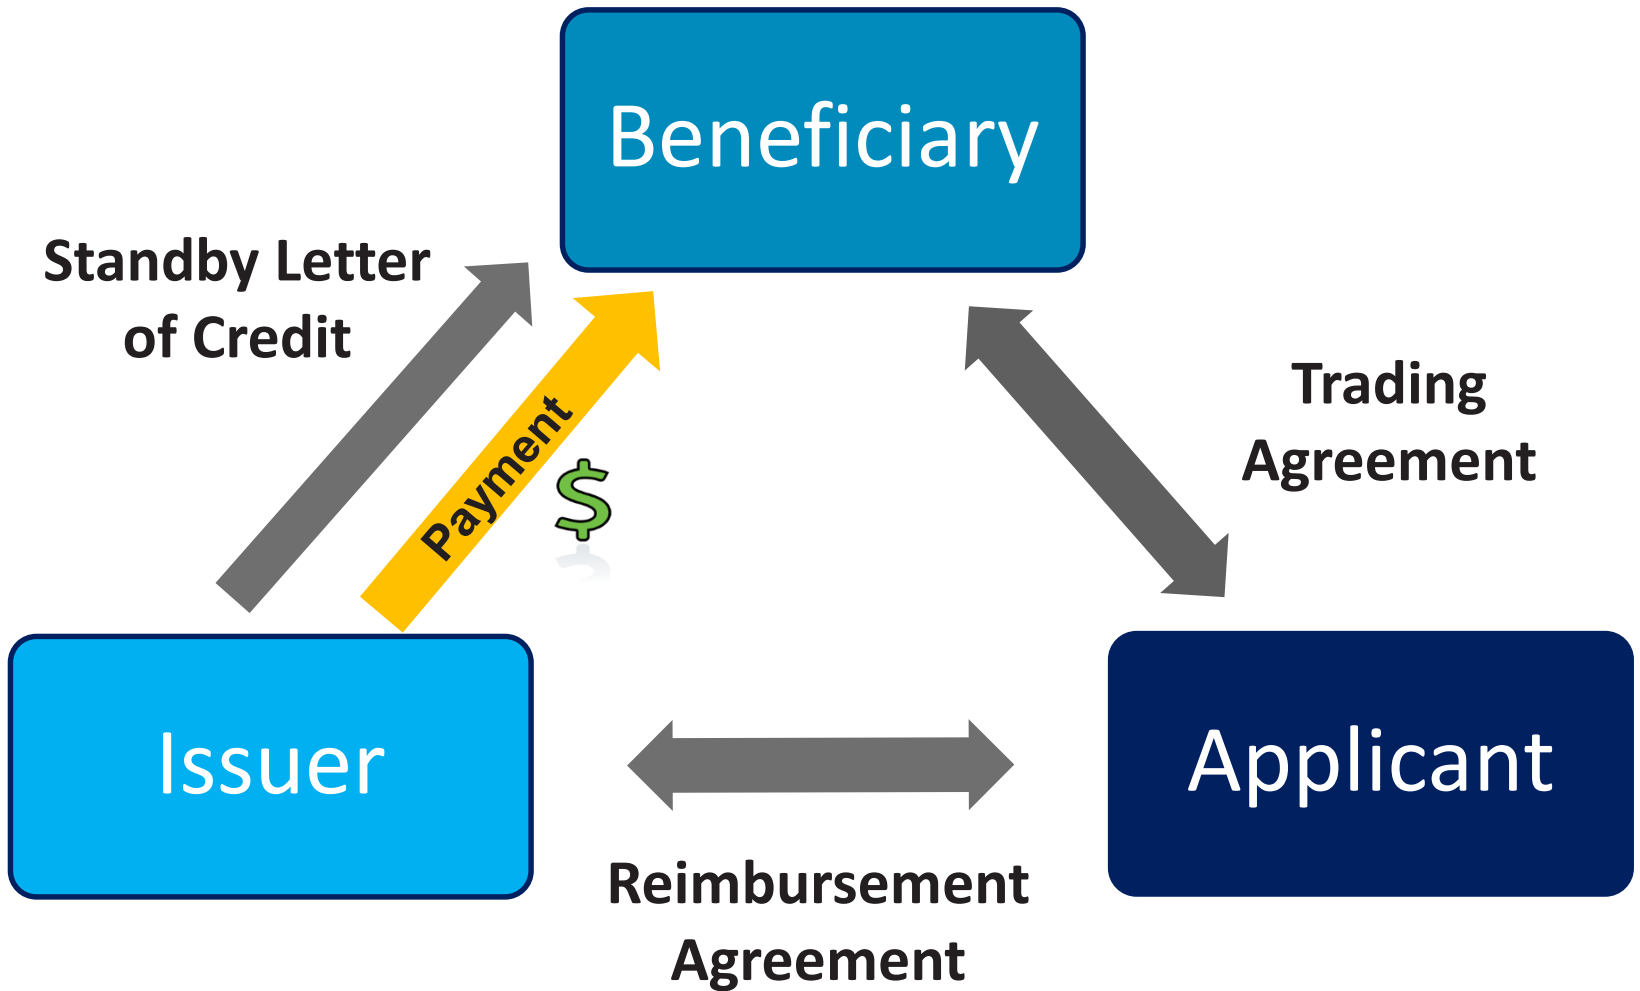 Beneficiary
Standby Letter
of Credit
Trading
Agreement
Payment
$
Issuer
Applicant
Reimbursement
Agreement